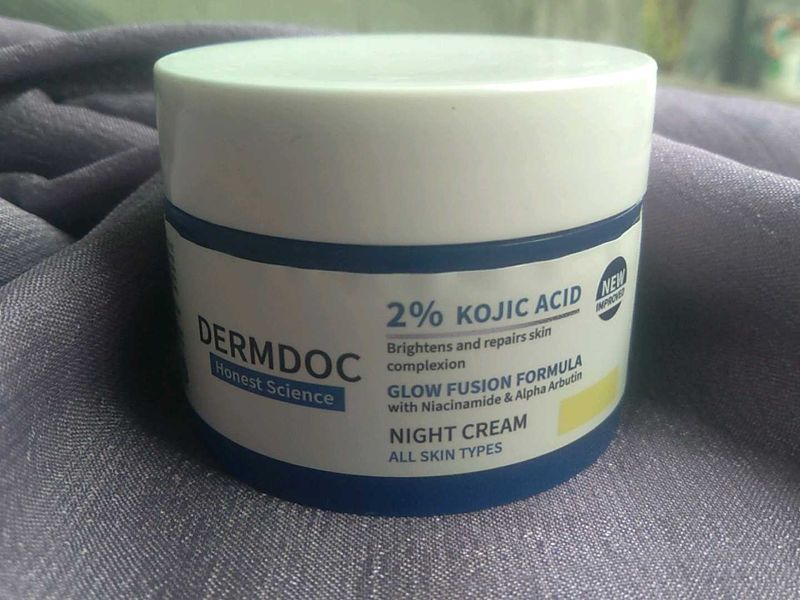 DERMDOC
Honest Science
2% KOJIC ACID
Brightens and repairs skin
complexion
GLOW FUSION FORMULA
with Niacinamide & Alpha Arbutin
NIGHT CREAM
ALL SKIN TYPES
NEW
IMPROVED